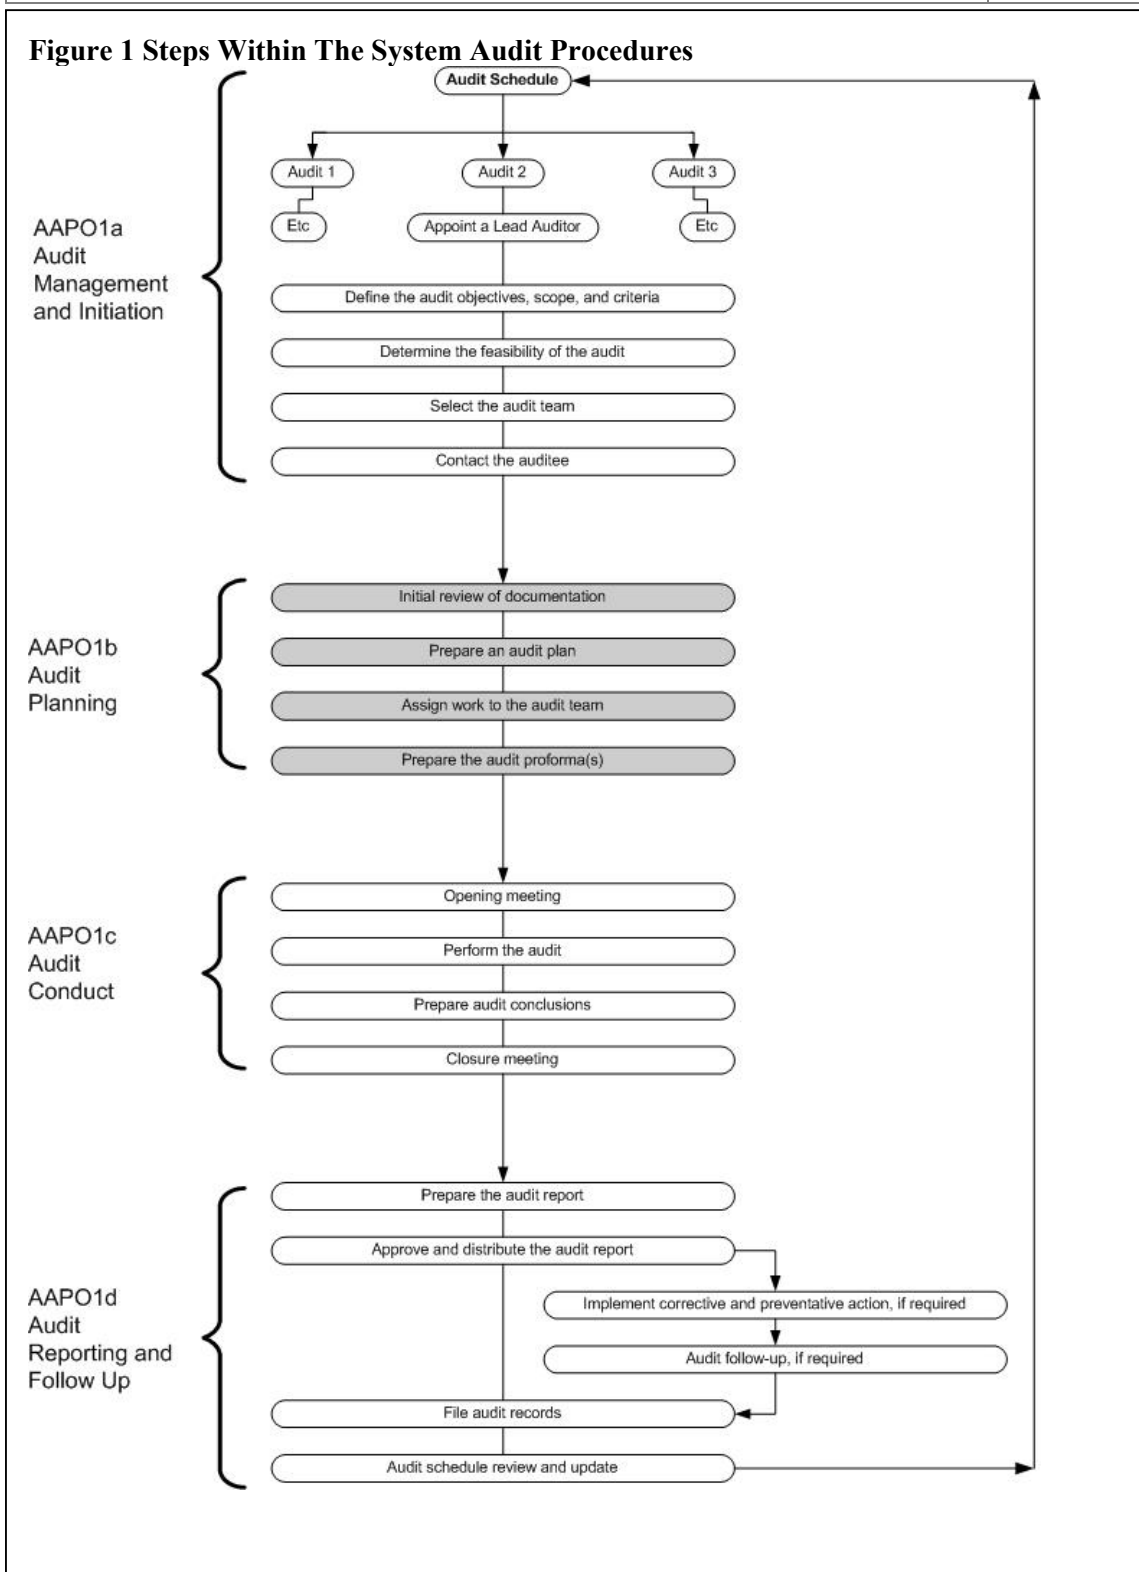 Figure 1 Steps Within The System Audit Procedures
Audit Schedule
Audit 1
Audit 2
Audit 3
Etc
Appoint a Lead Auditor
Etc
AAPO1a
Audit
Management
and Initiation
Define the audit objectives, scope, and criteria
Determine the feasibility of the audit
Select the audit team
Contact the auditee
AAPO1b
Audit
Planning
Initial review of documentation
Prepare an audit plan
Assign work to the audit team
Prepare the audit proforma(s)
AAPO1c
Audit
Conduct
Opening meeting
Perform the audit
Prepare audit conclusions
Closure meeting
AAPO1d
Audit
Reporting and
Follow Up
Prepare the audit report
Approve and distribute the audit report
Implement corrective and preventative action, if required
Audit follow-up, if required
File audit records
Audit schedule review and update